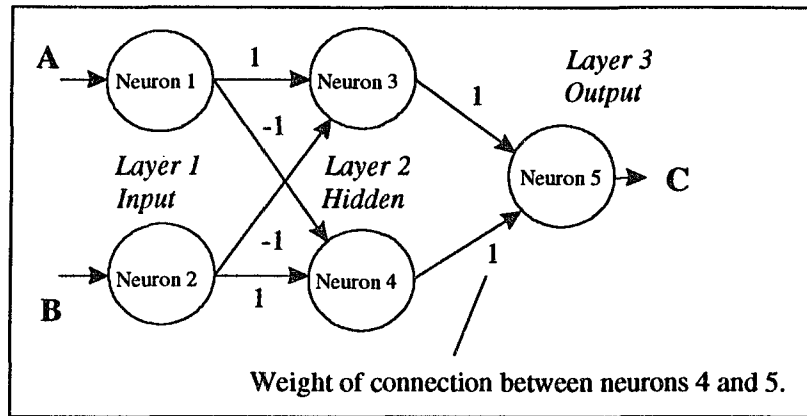 A
Neuron 1
1
Neuron 3
Layer 3
Output
1
-1
Layer 1
Input
Layer 2
Hidden
Neuron 5
C
-1
B
Neuron 2
1
Neuron 4
1
Weight of connection between neurons 4 and 5.